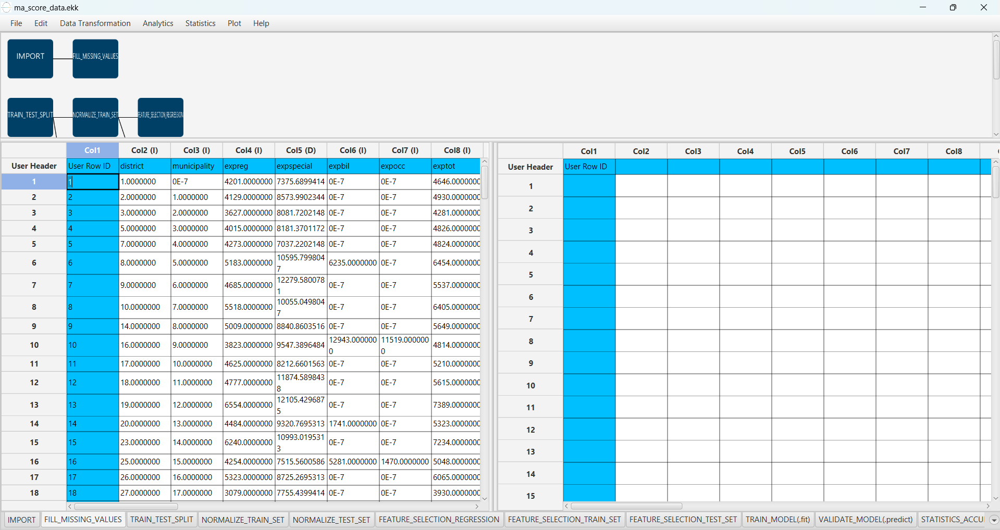 ma_score_data.ekk
File Edit Data Transformation Analytics Statistics Plot Help
IMPORT FILL_MISSING_VALUES
TRAIN_TEST_SPLIT NORMALIZE_TRAIN_SET FEATURE_SELECTION_REGRESSION
Col1 Col2 (I) Col3 (I) Col4 (I) Col5 (D) Col6 (I) Col7 (I) Col8 (I)
User Header User Row ID district municipality expreg expspecial expbil expocc exptot
1 1 1.0000000 0E-7 4201.0000000 7375.6899414 0E-7 0E-7 4646.0000000
2 2 2.0000000 1.0000000 4129.0000000 8573.9902344 0E-7 0E-7 4930.0000000
3 3 3.0000000 2.0000000 3627.0000000 8081.7202148 0E-7 0E-7 4281.0000000
4 4 5.0000000 3.0000000 4015.0000000 8181.3701172 0E-7 0E-7 4826.0000000
5 5 7.0000000 4.0000000 4273.0000000 7037.2202148 0E-7 0E-7 4824.0000000
6 6 8.0000000 5.0000000 5183.0000000 10595.7998047 6235.0000000 0E-7 6454.0000000
7 7 9.0000000 6.0000000 4685.0000000 12279.5800781 0E-7 0E-7 5537.0000000
8 8 10.0000000 7.0000000 5518.0000000 10055.0498047 0E-7 0E-7 6405.0000000
9 9 14.0000000 8.0000000 5009.0000000 8840.8603516 0E-7 0E-7 5649.0000000
10 10 16.0000000 9.0000000 3823.0000000 9547.3896484 12943.0000000 11519.0000000 4814.0000000
11 11 17.0000000 10.0000000 4625.0000000 8212.6601563 0E-7 0E-7 5210.0000000
12 12 18.0000000 11.0000000 4777.0000000 11874.5898438 0E-7 0E-7 5615.0000000
13 13 19.0000000 12.0000000 6554.0000000 12105.4296875 0E-7 0E-7 7389.0000000
14 14 20.0000000 13.0000000 4484.0000000 9320.7695313 1741.0000000 0E-7 5323.0000000
15 15 23.0000000 14.0000000 6240.0000000 10993.0195313 0E-7 0E-7 7234.0000000
16 16 25.0000000 15.0000000 4254.0000000 7515.5600586 5281.0000000 1470.0000000 5048.0000000
17 17 26.0000000 16.0000000 5323.0000000 8725.2695313 0E-7 0E-7 6065.0000000
18 18 27.0000000 17.0000000 3079.0000000 7755.4399414 0E-7 0E-7 3930.0000000
Col1 Col2 Col3 Col4 Col5 Col6 Col7 Col8
User Header User Row ID
1
2
3
4
5
6
7
8
9
10
11
12
13
14
15
IMPORT FILL_MISSING_VALUES TRAIN_TEST_SPLIT NORMALIZE_TRAIN_SET NORMALIZE_TEST_SET FEATURE_SELECTION_REGRESSION FEATURE_SELECTION_TRAIN_SET FEATURE_SELECTION_TEST_SET TRAIN_MODEL(.fit) VALIDATE_MODEL(.predict) STATISTICS_ACCU